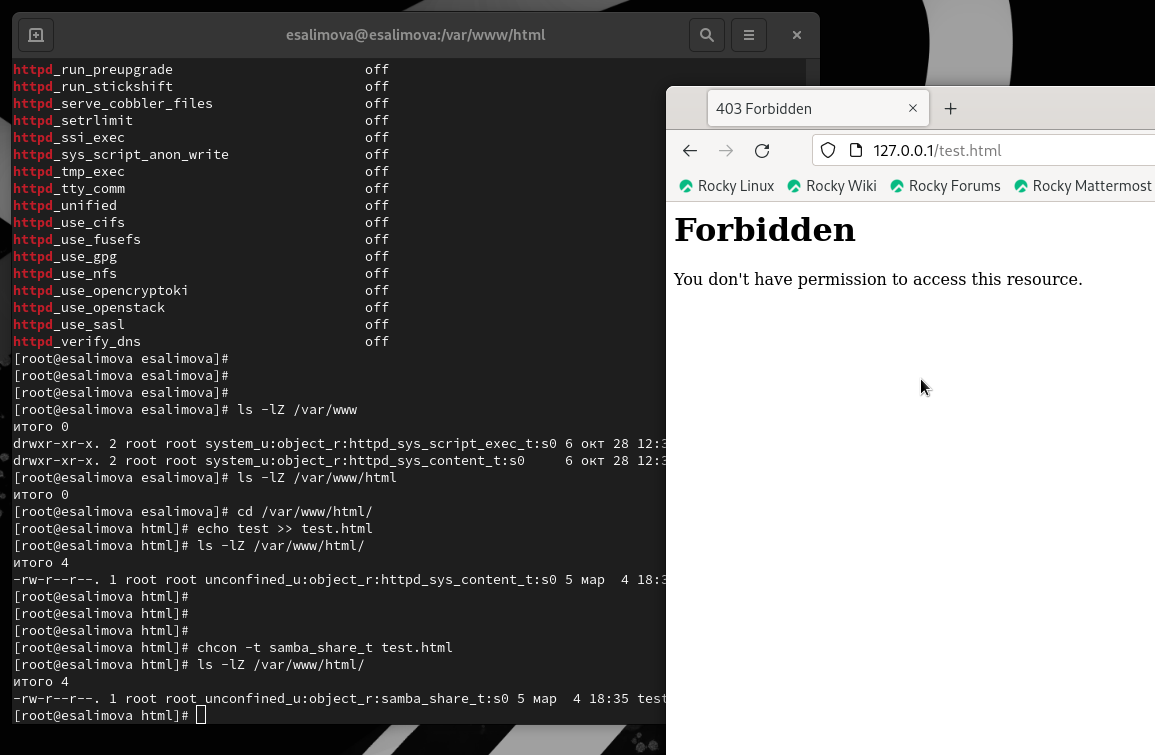 esalimova@esalimova:/var/www/html
httpd_run_preupgrade off
httpd_run_stickshift off
httpd_serve_cobbler_files off
httpd_setrlimit off
httpd_ssi_exec off
httpd_sys_script_anon_write off
httpd_tmp_exec off
httpd_tty_comm off
httpd_unified off
httpd_use_cifs off
httpd_use_fusefs off
httpd_use_gpg off
httpd_use_nfs off
httpd_use_opencryptoki off
httpd_use_openstack off
httpd_use_sasl off
httpd_verify_dns off
[root@esalimova esalimova]#
[root@esalimova esalimova]#
[root@esalimova esalimova]#
[root@esalimova esalimova]# ls -lZ /var/www
итого 0
drwxr-xr-x. 2 root root system_u:object_r:httpd_sys_script_exec_t:s0 6 окт 28 12:3
drwxr-xr-x. 2 root root system_u:object_r:httpd_sys_content_t:s0 6 окт 28 12:3
[root@esalimova esalimova]# ls -lZ /var/www/html
итого 0
[root@esalimova esalimova]# cd /var/www/html/
[root@esalimova html]# echo test >> test.html
[root@esalimova html]# ls -lZ /var/www/html/
итого 4
-rw-r--r--. 1 root root unconfined_u:object_r:httpd_sys_content_t:s0 5 мар 4 18:3
[root@esalimova html]#
[root@esalimova html]#
[root@esalimova html]#
[root@esalimova html]# chcon -t samba_share_t test.html
[root@esalimova html]# ls -lZ /var/www/html/
итого 4
-rw-r--r--. 1 root root unconfined_u:object_r:samba_share_t:s0 5 мар 4 18:35 test
[root@esalimova html]#
403 Forbidden
127.0.0.1/test.html
Rocky Linux Rocky Wiki Rocky Forums Rocky Mattermost
Forbidden
You don't have permission to access this resource.